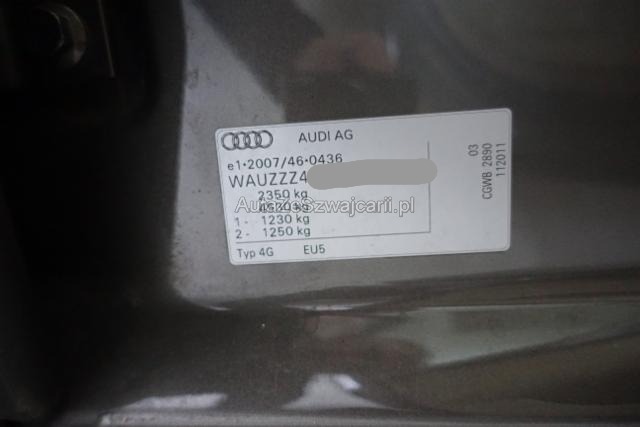 AUDI AG
e1*2007/46*0436
WAUZZZ4
2350 kg
kg
1 - 1230 kg
2 - 1250 kg
Typ 4G EU5
03
CGWB 2890
112011
AutazeSzwajcarii.pl